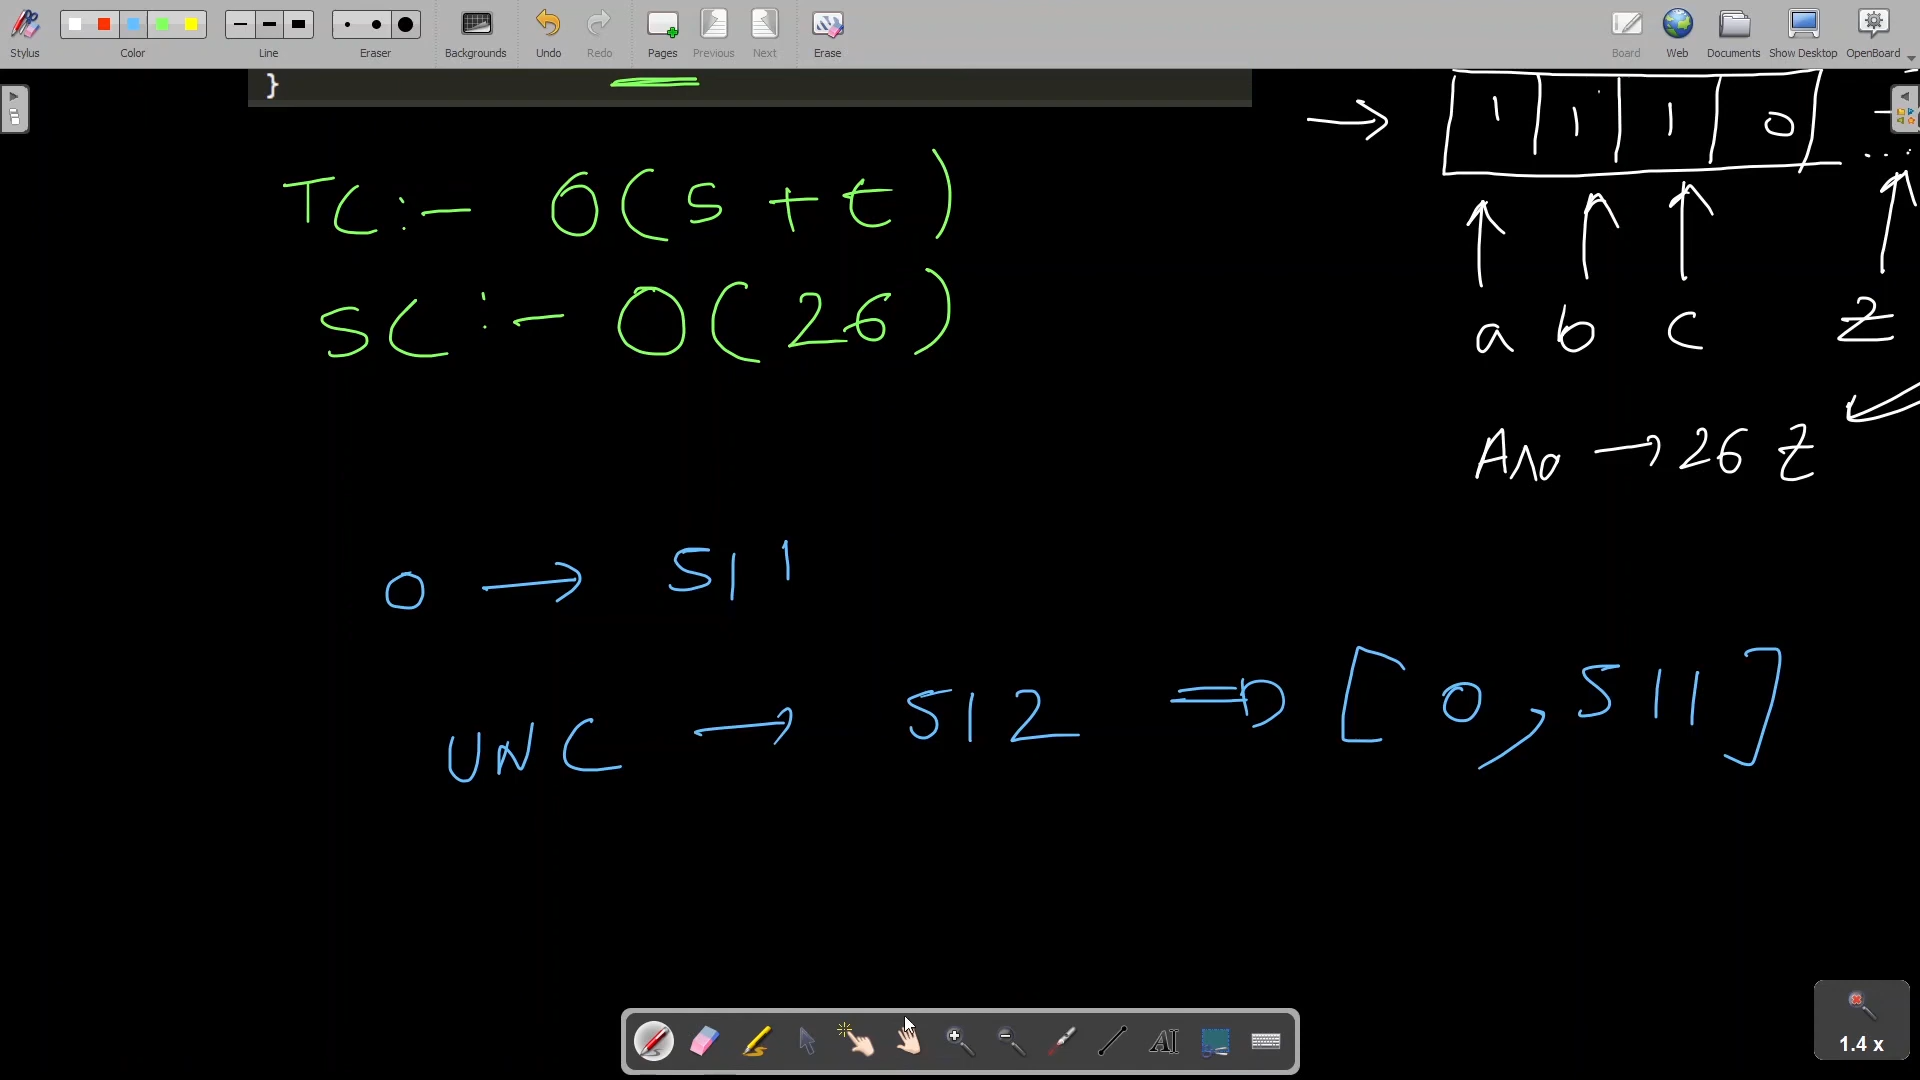 Stylus Color Line Eraser Backgrounds Undo Redo Pages Previous Next Erase Board Web Documents Show Desktop OpenBoard
}
→ 1 1 1 0 ...
TC:- O(s + t)
SC:- O(26)
a b c z
Ans → 26 z
0 → 511
UNC → 512 => [0, 511]
1.4 x